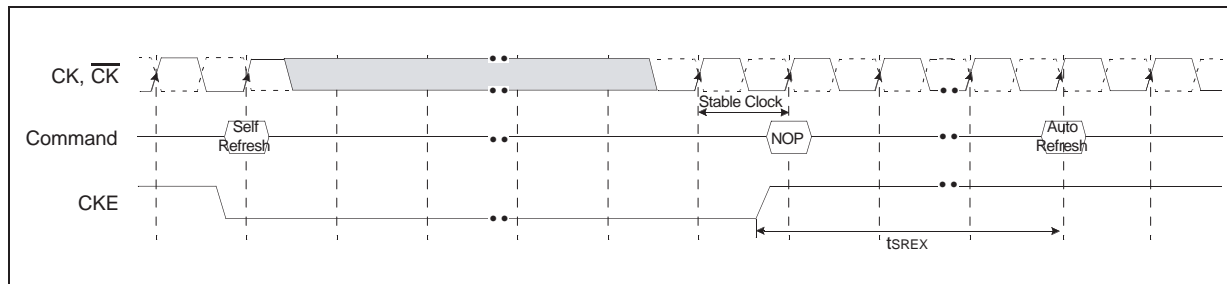 CK, CK
Stable Clock
Command
Self
Refresh
NOP
Auto
Refresh
CKE
tSREX